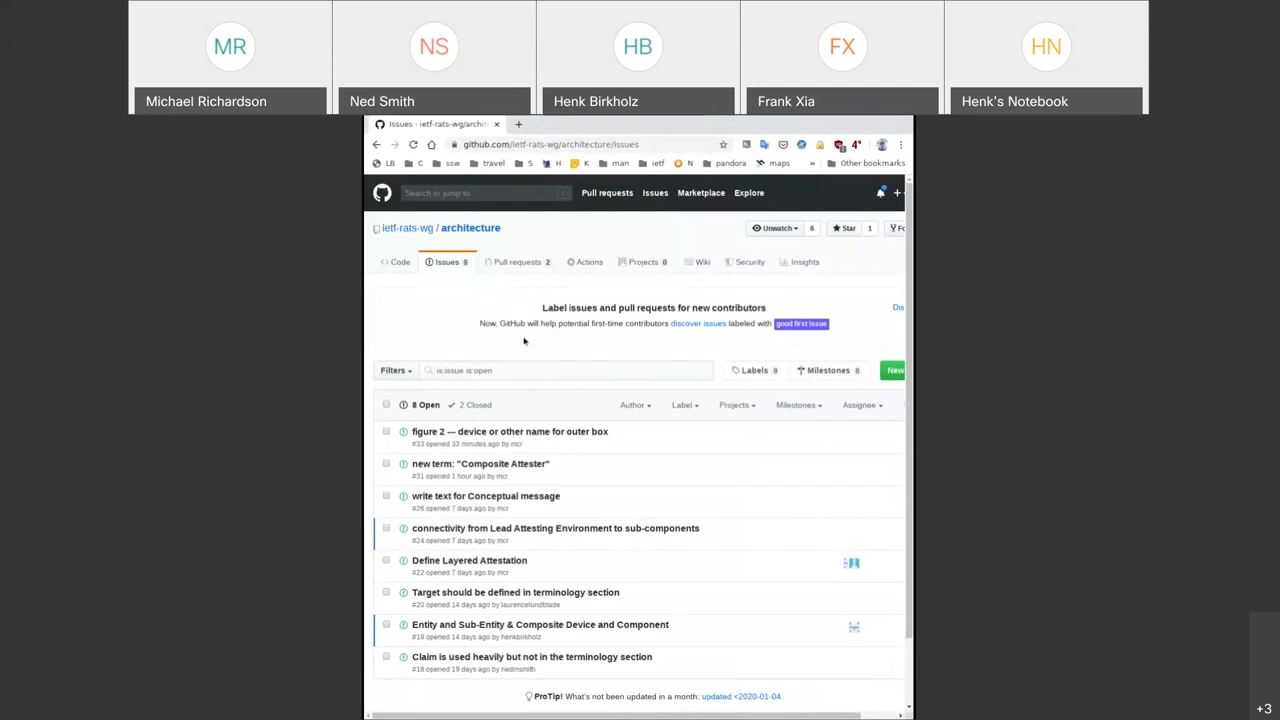 MR
NS
HB
FX
HN
Michael Richardson
Ned Smith
Henk Birkholz
Frank Xia
Henk's Notebook
Issues · ietf-rats-wg/archit
github.com/ietf-rats-wg/architecture/issues
4°
LB C ssw travel S H K man ietf N pandora maps » Other bookmarks
Search or jump to... /
Pull requests Issues Marketplace Explore
ietf-rats-wg / architecture
Unwatch 6 Star 1 Fo
Code Issues 8 Pull requests 2 Actions Projects 0 Wiki Security Insights
Label issues and pull requests for new contributors
Dis
Now, GitHub will help potential first-time contributors discover issues labeled with good first issue
Filters is:issue is:open Labels 9 Milestones 0 New
8 Open 2 Closed Author Label Projects Milestones Assignee
figure 2 --- device or other name for outer box
#33 opened 33 minutes ago by mcr
new term: "Composite Attester"
#31 opened 1 hour ago by mcr
write text for Conceptual message
#26 opened 7 days ago by mcr
connectivity from Lead Attesting Environment to sub-components
#24 opened 7 days ago by mcr
Define Layered Attestation
#22 opened 7 days ago by mcr
Target should be defined in terminology section
#20 opened 14 days ago by laurencelundblade
Entity and Sub-Entity & Composite Device and Component
#19 opened 14 days ago by henkbirkholz
Claim is used heavily but not in the terminology section
#18 opened 19 days ago by nedmsmith
ProTip! What's not been updated in a month: updated:<2020-01-04.
+3